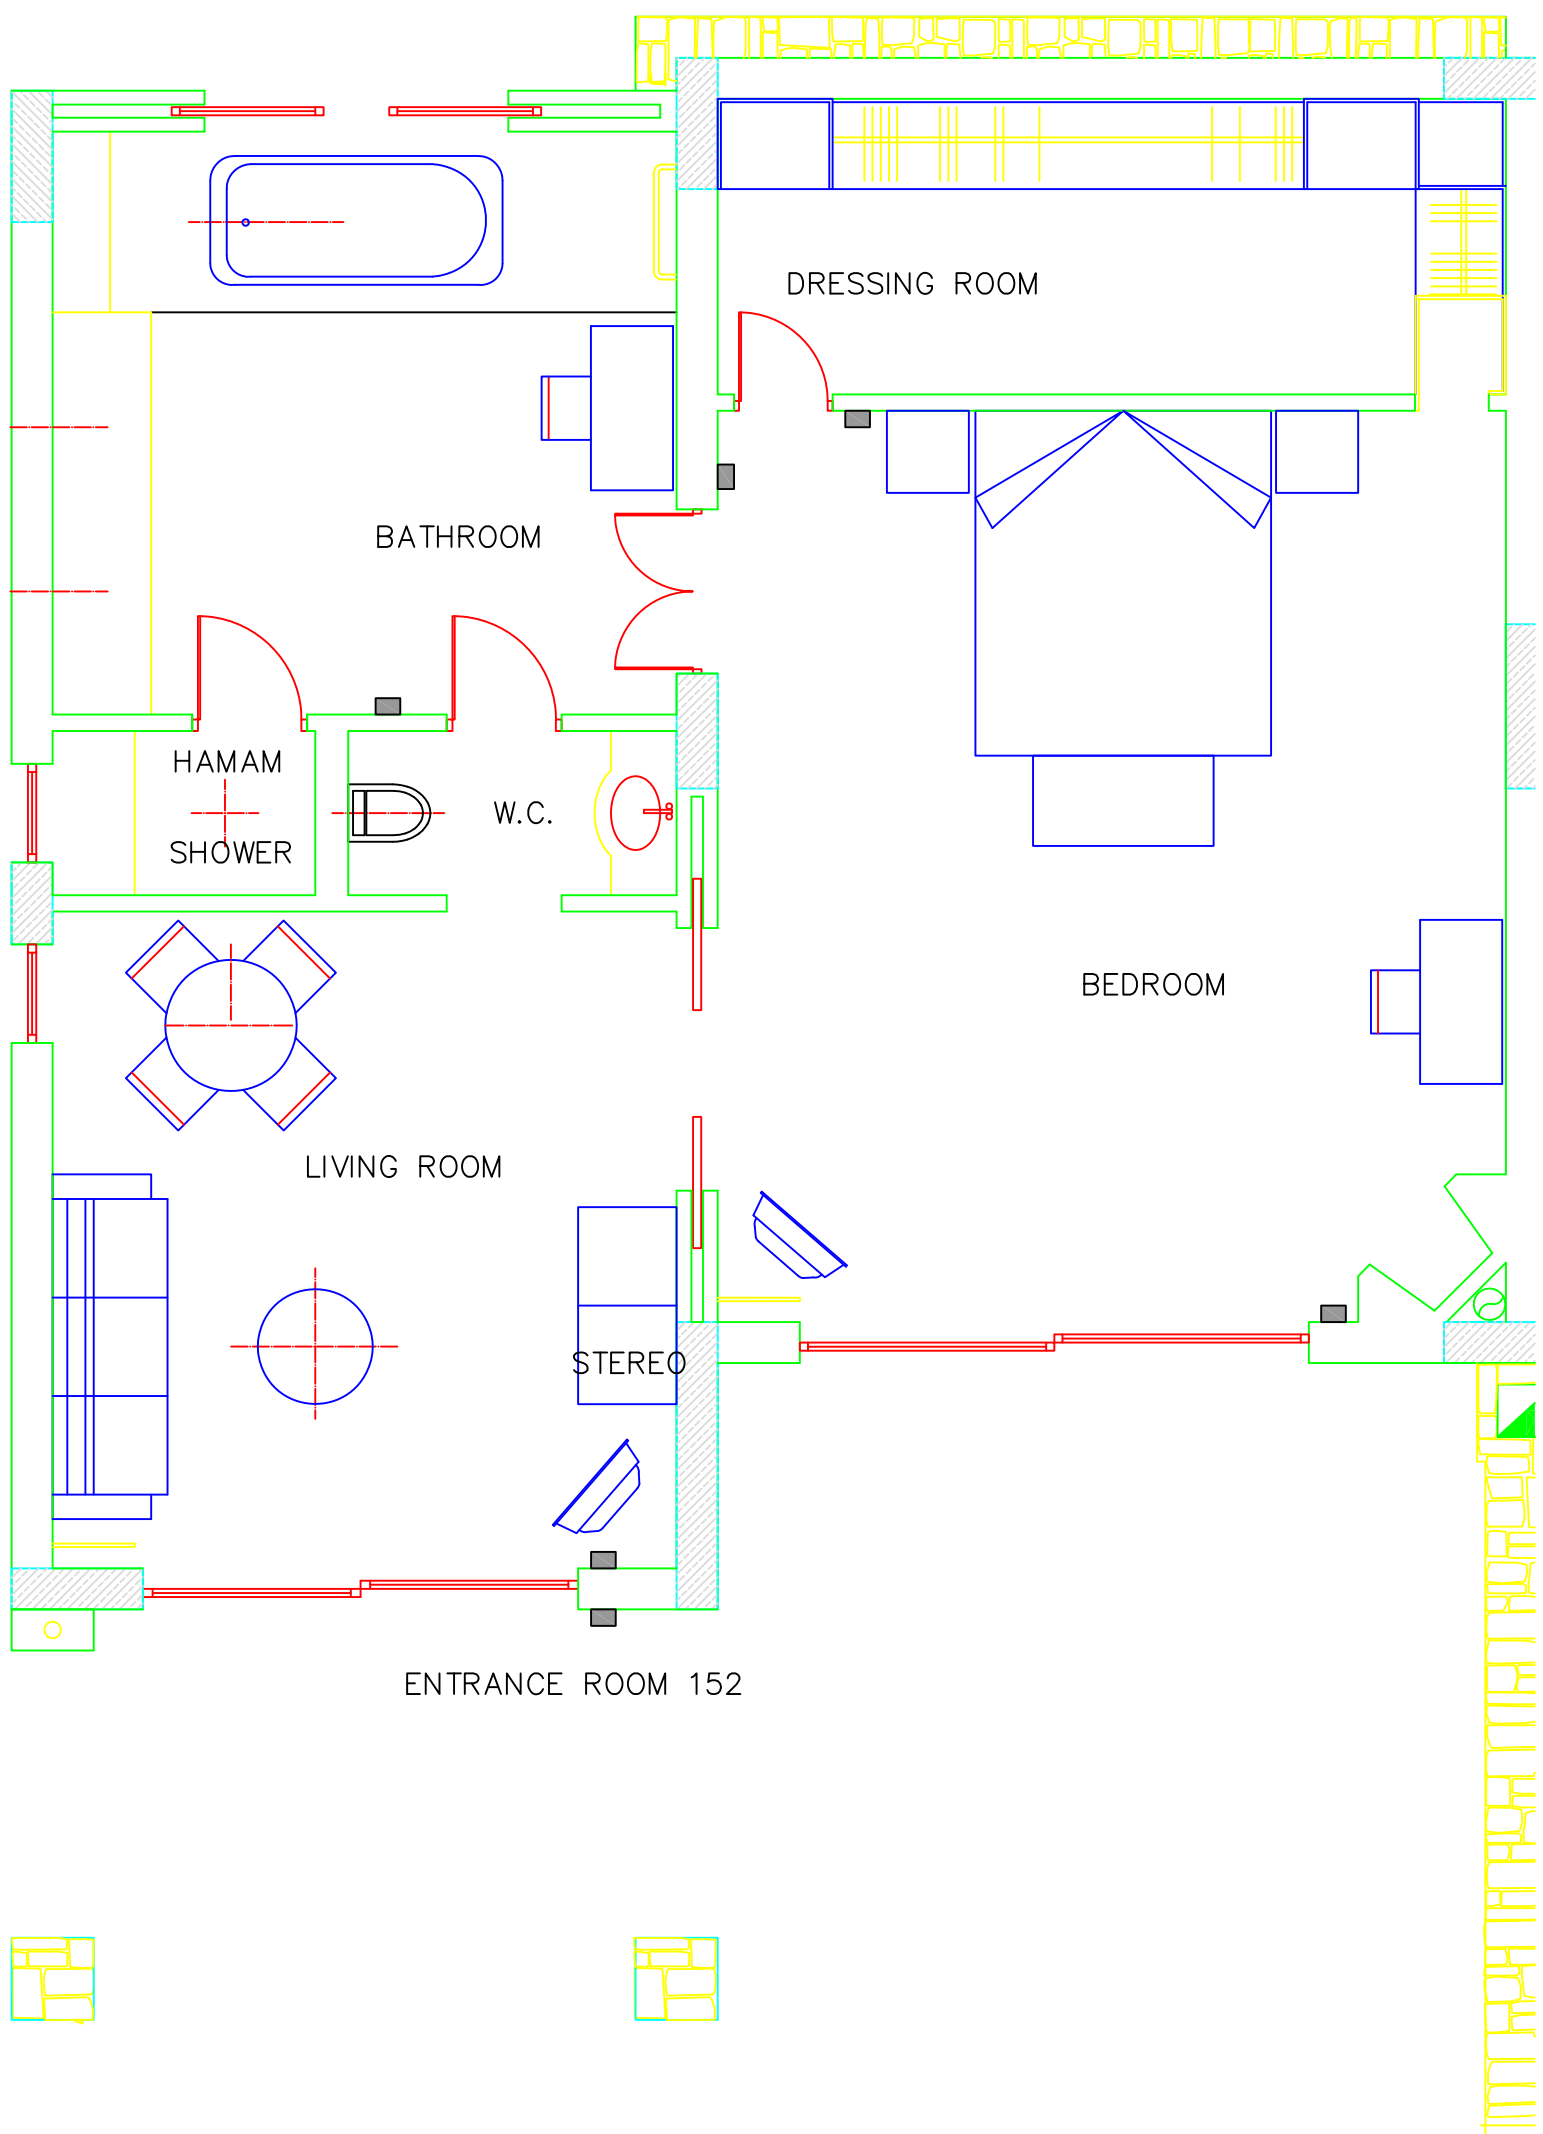 DRESSING ROOM
BATHROOM
HAMAM
W.C.
SHOWER
BEDROOM
LIVING ROOM
STEREO
ENTRANCE ROOM 152